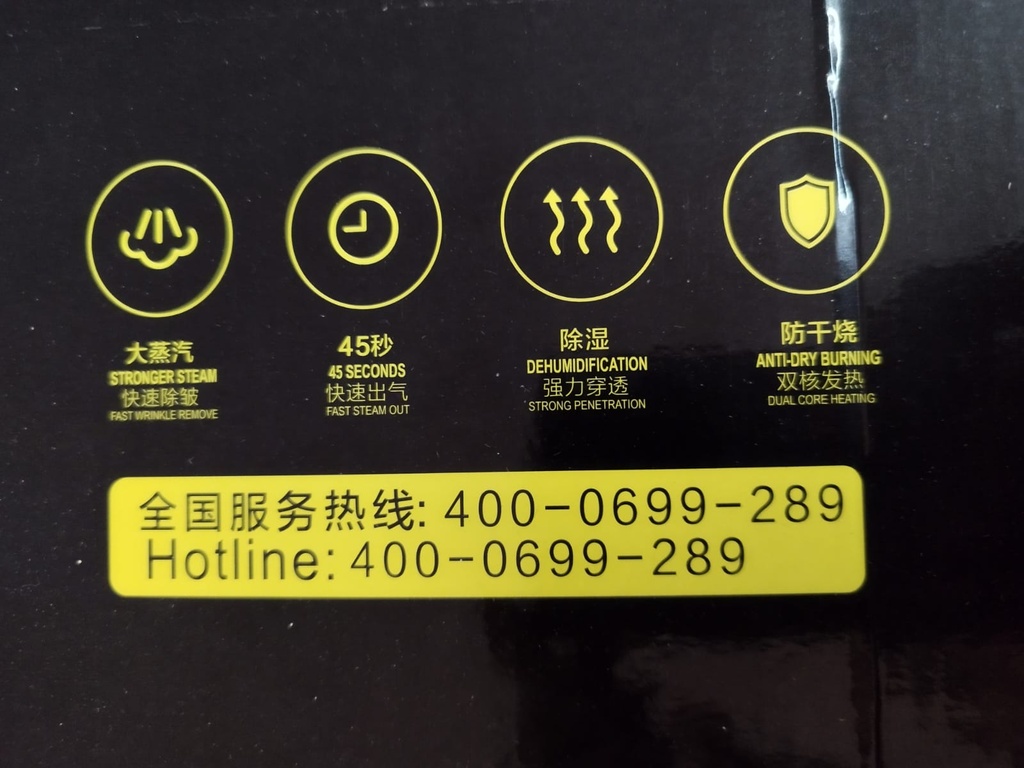 大蒸汽
STRONGER STEAM
快速除皱
FAST WRINKLE REMOVE
45秒
45 SECONDS
快速出气
FAST STEAM OUT
除湿
DEHUMIDIFICATION
强力穿透
STRONG PENETRATION
防干烧
ANTI-DRY BURNING
双核发热
DUAL CORE HEATING
全国服务热线: 400-0699-289
Hotline: 400-0699-289